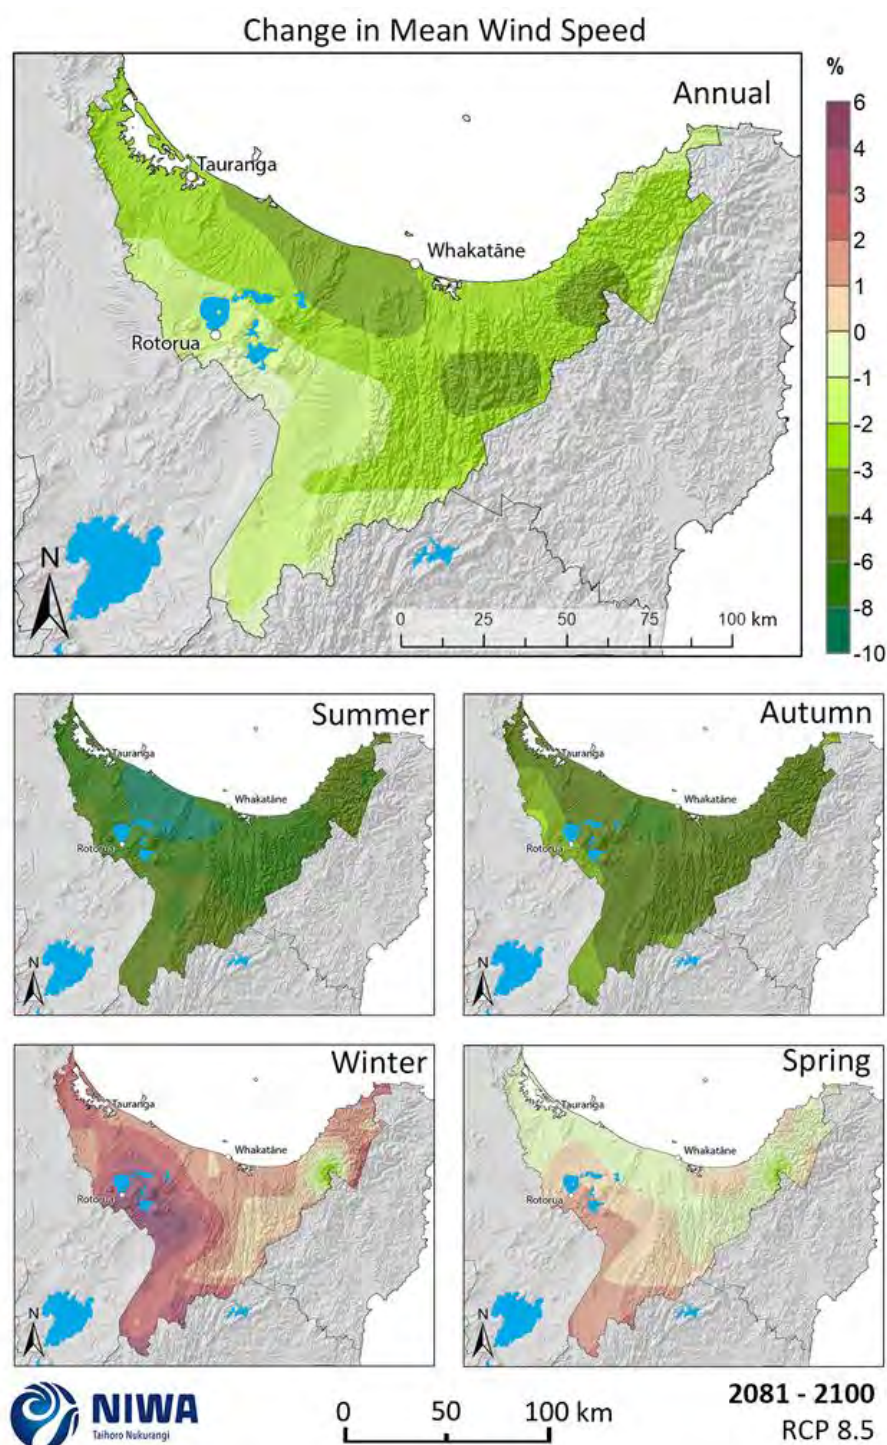 Change in Mean Wind Speed
Annual
%
6
4
3
2
1
0
-1
-2
-3
-4
-6
-8
-10
Tauranga
Whakatāne
Rotorua
N
0 25 50 75 100 km
Summer
Tauranga
Whakatāne
Rotorua
N
Autumn
Tauranga
Whakatāne
Rotorua
N
Winter
Tauranga
Whakatāne
Rotorua
N
Spring
Tauranga
Whakatāne
Rotorua
N
NIWA
Taihoro Nukurangi
0 50 100 km
2081 - 2100
RCP 8.5